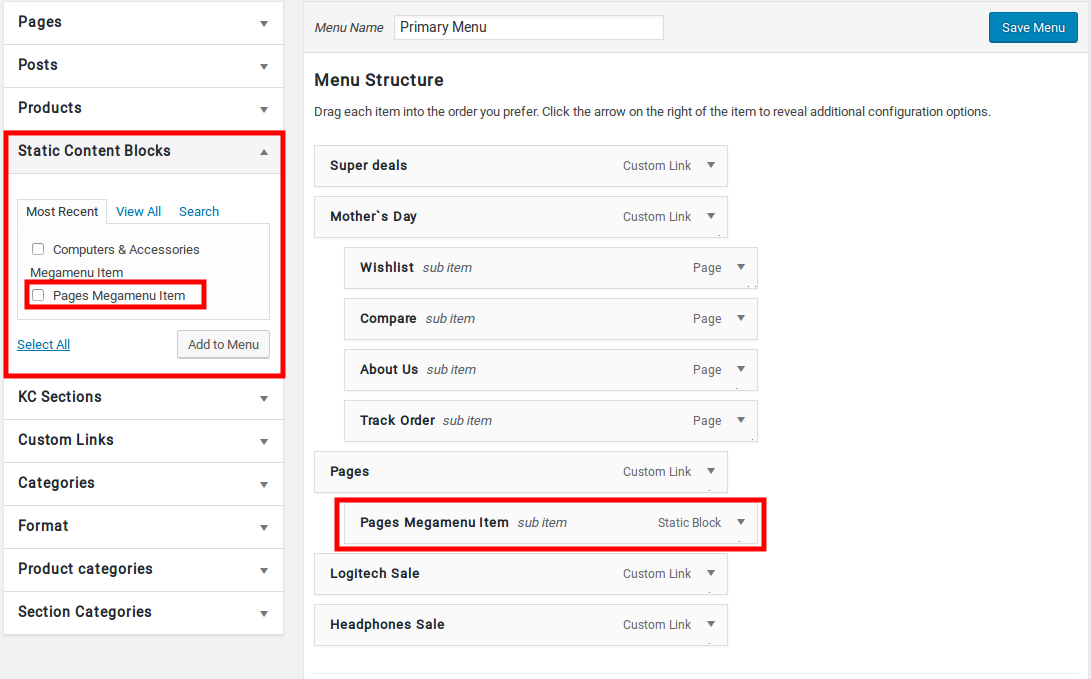 Pages
Posts
Products
Static Content Blocks
Most Recent View All Search
Computers & Accessories
Megamenu Item
Pages Megamenu Item
Select All Add to Menu
KC Sections
Custom Links
Categories
Format
Product categories
Section Categories
Menu Name Primary Menu Save Menu
Menu Structure
Drag each item into the order you prefer. Click the arrow on the right of the item to reveal additional configuration options.
Super deals Custom Link
Mother`s Day Custom Link
Wishlist sub item Page
Compare sub item Page
About Us sub item Page
Track Order sub item Page
Pages Custom Link
Pages Megamenu Item sub item Static Block
Logitech Sale Custom Link
Headphones Sale Custom Link